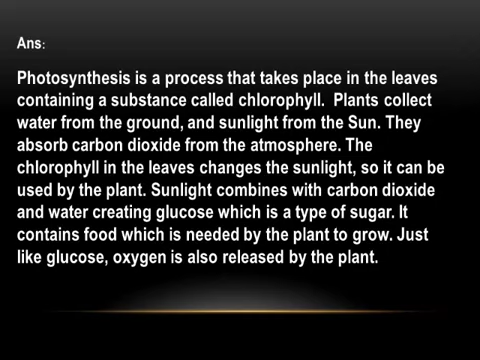 Ans:
Photosynthesis is a process that takes place in the leaves
containing a substance called chlorophyll.  Plants collect
water from the ground, and sunlight from the Sun. They
absorb carbon dioxide from the atmosphere. The
chlorophyll in the leaves changes the sunlight, so it can be
used by the plant. Sunlight combines with carbon dioxide
and water creating glucose which is a type of sugar. It
contains food which is needed by the plant to grow. Just
like glucose, oxygen is also released by the plant.